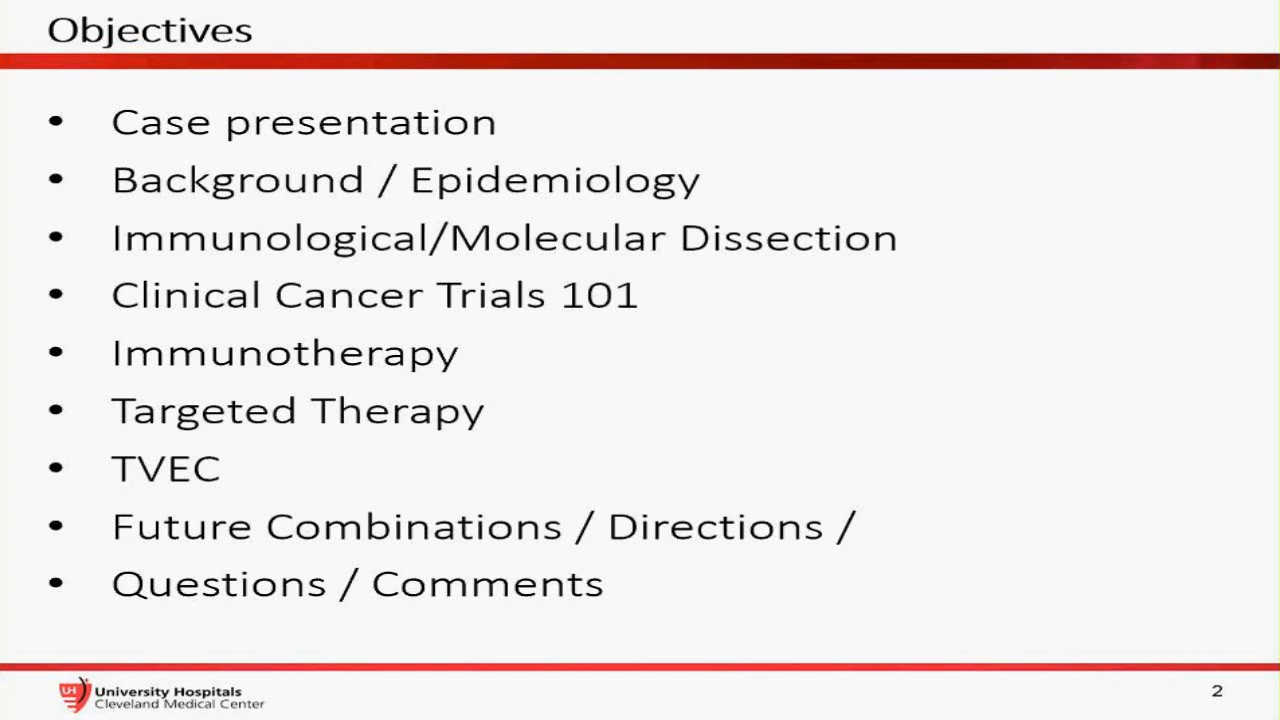 Objectives
• Case presentation
• Background / Epidemiology
• Immunological/Molecular Dissection
• Clinical Cancer Trials 101
• Immunotherapy
• Targeted Therapy
• TVEC
• Future Combinations / Directions /
• Questions / Comments
UH University Hospitals
Cleveland Medical Center
2